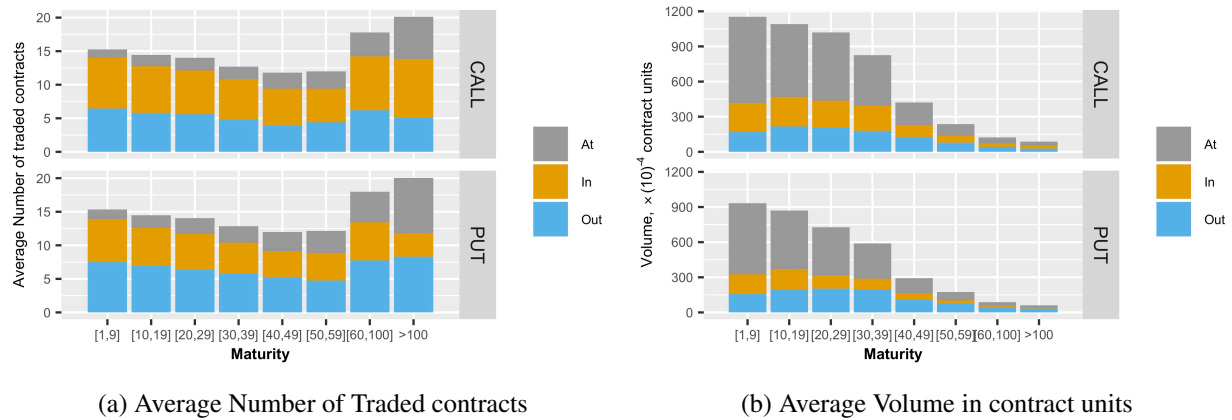 Average Number of traded contracts
20
15
10
5
0
CALL
20
15
10
5
0
PUT
[1,9] [10,19] [20,29] [30,39] [40,49] [50,59] [60,100] >100
Maturity
At
In
Out
(a) Average Number of Traded contracts
Volume, × (10)⁻⁴ contract units
1200
900
600
300
0
CALL
1200
900
600
300
0
PUT
[1,9] [10,19] [20,29] [30,39] [40,49] [50,59] [60,100] >100
Maturity
At
In
Out
(b) Average Volume in contract units